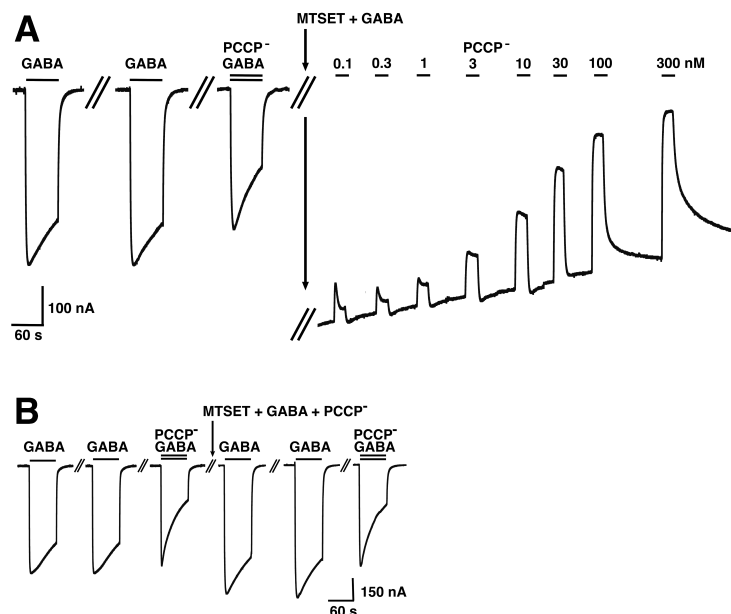 A
MTSET + GABA
GABA
GABA
PCCP⁻
GABA
PCCP⁻
0.1 0.3 1 3 10 30 100 300 nM
100 nA
60 s
B
MTSET + GABA + PCCP⁻
GABA
GABA
PCCP⁻
GABA
GABA
GABA
PCCP⁻
GABA
150 nA
60 s